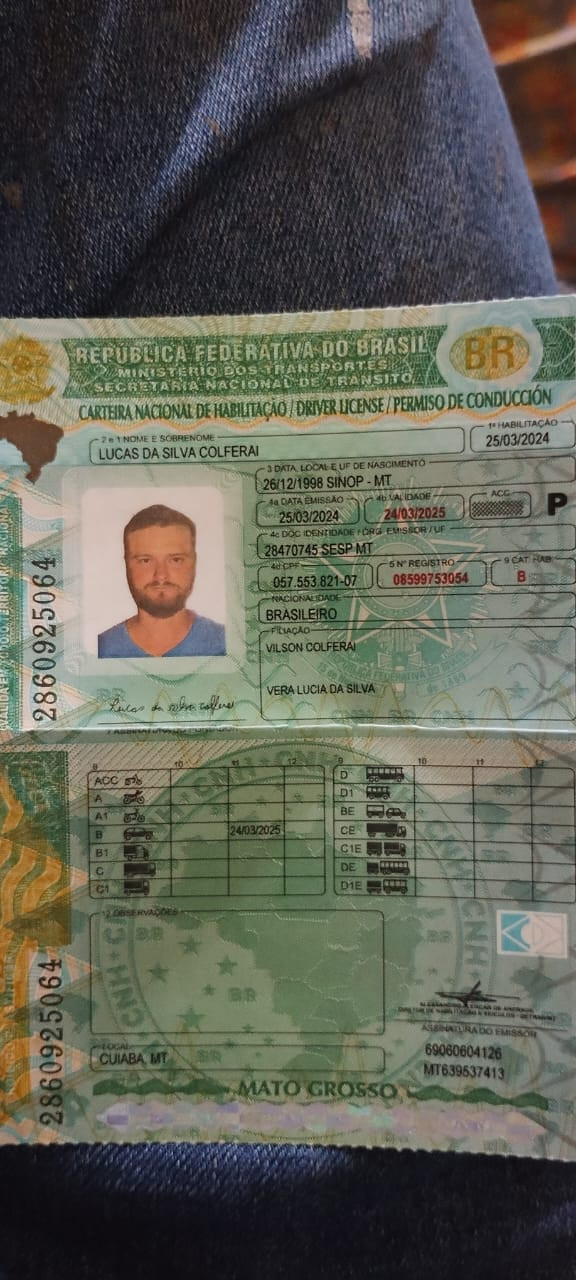 REPÚBLICA FEDERATIVA DO BRASIL
MINISTÉRIO DOS TRANSPORTES
SECRETARIA NACIONAL DE TRÂNSITO
BR
CARTEIRA NACIONAL DE HABILITAÇÃO / DRIVER LICENSE / PERMISO DE CONDUCCIÓN
2 e 1 NOME E SOBRENOME
LUCAS DA SILVA COLFERAI
1ª HABILITAÇÃO
25/03/2024
3 DATA, LOCAL E UF DE NASCIMENTO
26/12/1998 SINOP - MT
4a DATA EMISSÃO
25/03/2024
4b VALIDADE
24/03/2025
ACC
P
4c DOC IDENTIDADE / ÓRG. EMISSOR / UF
28470745 SESP MT
4d CPF
057.553.821-07
5 Nº REGISTRO
08599753054
9 CAT. HAB.
B
NACIONALIDADE
BRASILEIRO
FILIAÇÃO
VILSON COLFERAI
VERA LUCIA DA SILVA
Lucas da silva colferai
2860925064
9 10 11 12
ACC
A
A1
B 24/03/2025
B1
C
C1
9 10 11 12
D
D1
BE
CE
C1E
DE
D1E
12 OBSERVAÇÕES
ASSINATURA DO EMISSOR
LOCAL
CUIABA, MT
69060604126
MT639537413
2860925064
MATO GROSSO